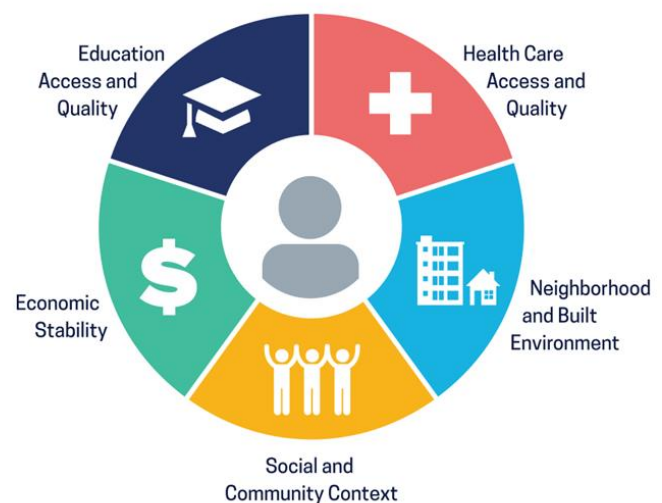 Education
Access and
Quality
Health Care
Access and
Quality
$
Economic
Stability
Neighborhood
and Built
Environment
Social and
Community Context